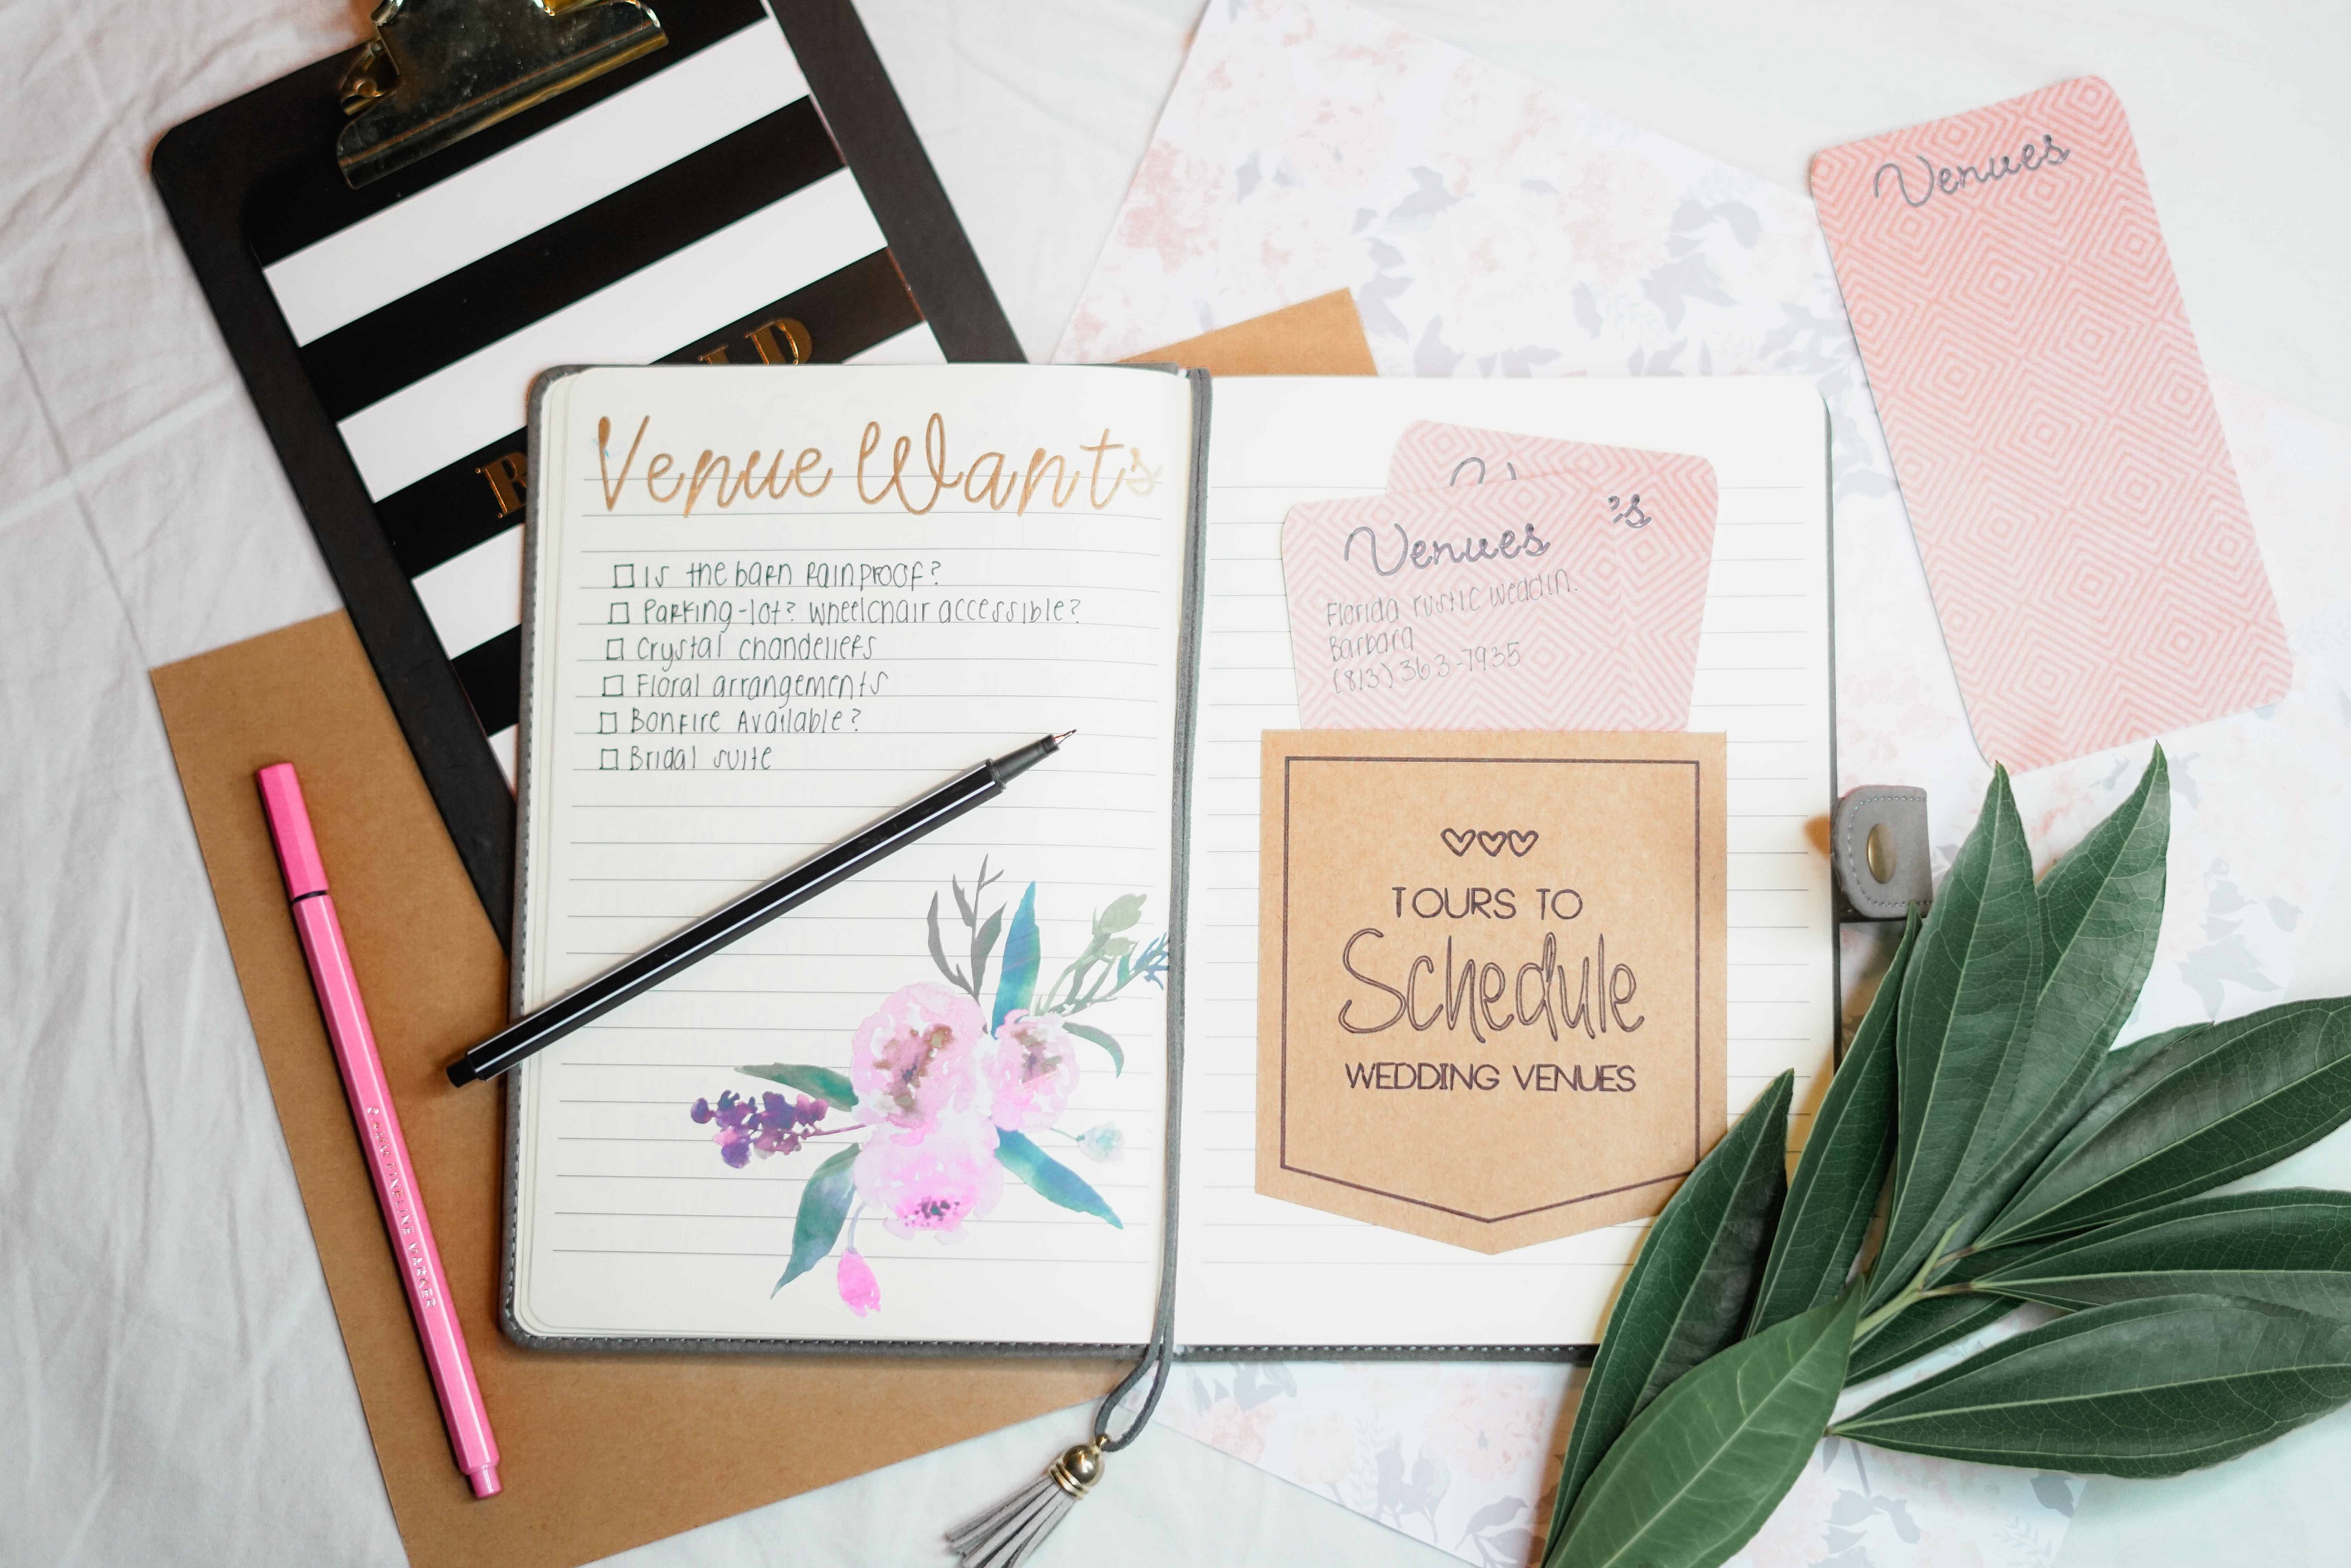 Venue Wants
Is the barn rainproof?
Parking-lot? wheelchair accessible?
Crystal chandeliers
Floral arrangements
Bonfire Available?
Bridal suite
's
Venues
Florida rustic weddin.
Barbara
(813) 363-7935
TOURS TO
Schedule
WEDDING VENUES
Venues